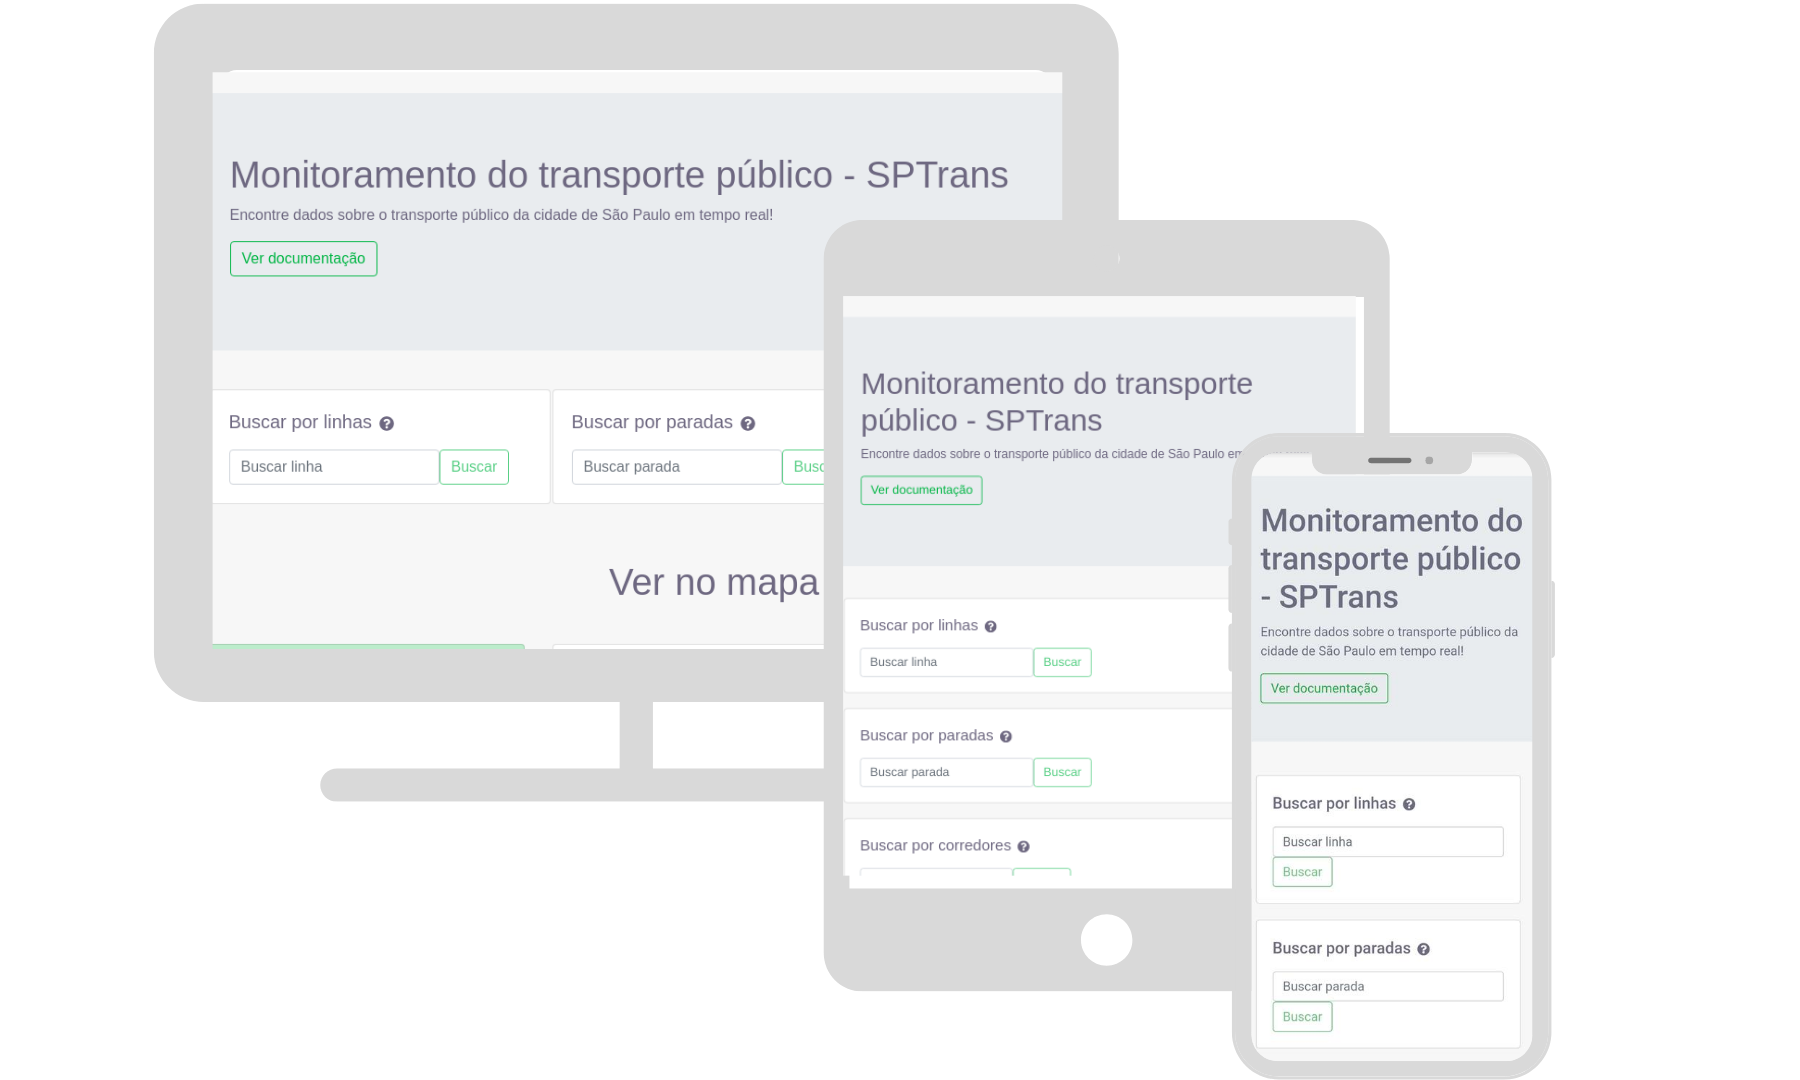 Monitoramento do transporte público - SPTrans
Encontre dados sobre o transporte público da cidade de São Paulo em tempo real!
Ver documentação
Buscar por linhas
Buscar linha
Buscar
Buscar por paradas
Buscar parada
Ver no mapa
Monitoramento do transporte
público - SPTrans
Encontre dados sobre o transporte público da cidade de São Paulo
Ver documentação
Buscar por linhas
Buscar linha
Buscar
Buscar por paradas
Buscar parada
Buscar
Buscar por corredores
Monitoramento do
transporte público
- SPTrans
Encontre dados sobre o transporte público da
cidade de São Paulo em tempo real!
Ver documentação
Buscar por linhas
Buscar linha
Buscar
Buscar por paradas
Buscar parada
Buscar